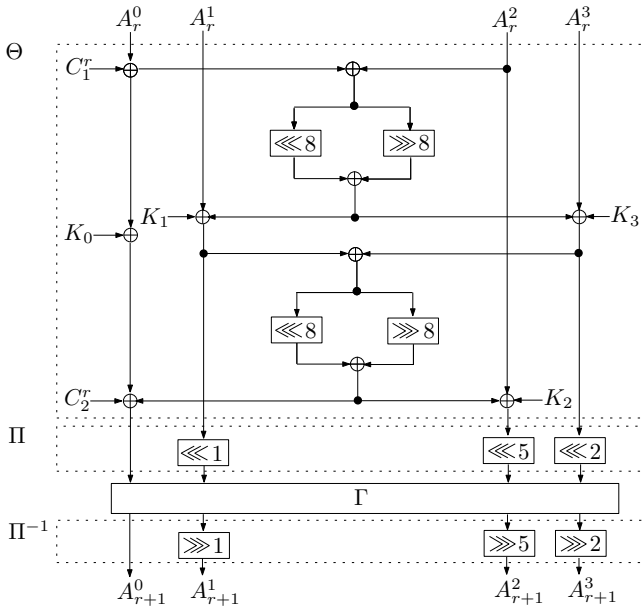 A_r^0 A_r^1 A_r^2 A_r^3
Θ
C_1^r
⋘8 ⋙8
K_1 K_3
K_0
⋘8 ⋙8
C_2^r K_2
Π
⋘1 ⋘5 ⋘2
Γ
Π^{-1}
⋙1 ⋙5 ⋙2
A_{r+1}^0 A_{r+1}^1 A_{r+1}^2 A_{r+1}^3